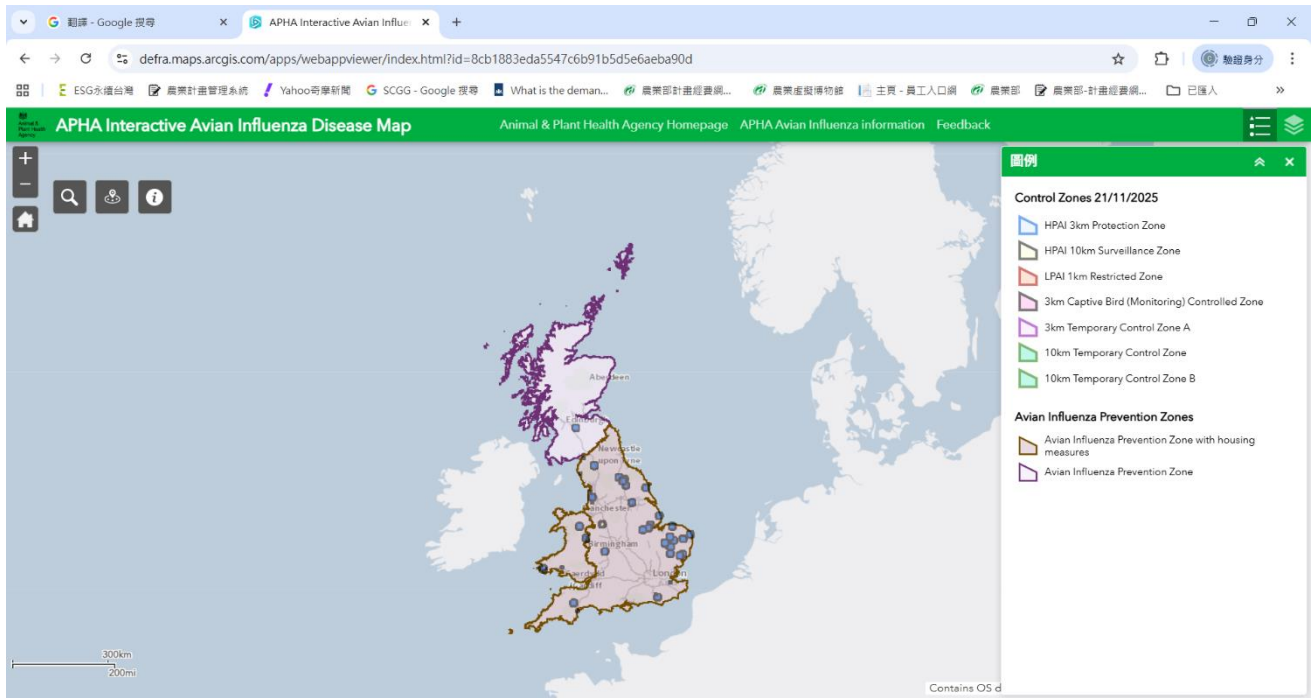 翻譯 - Google 搜尋
APHA Interactive Avian Influe
defra.maps.arcgis.com/apps/webappviewer/index.html?id=8cb1883eda5547c6b91b5d5e6aeba90d
驗證身分
ESG永續台灣
農業計畫管理系統
Yahoo奇摩新聞
SCGG - Google 搜尋
What is the deman...
農業部計畫經費網...
農業虛擬博物館
主頁 - 員工入口網
農業部
農業部-計畫經費網...
已匯入
Animal & Plant Health Agency
APHA Interactive Avian Influenza Disease Map
Animal & Plant Health Agency Homepage
APHA Avian Influenza information
Feedback
圖例
Control Zones 21/11/2025
HPAI 3km Protection Zone
HPAI 10km Surveillance Zone
LPAI 1km Restricted Zone
3km Captive Bird (Monitoring) Controlled Zone
3km Temporary Control Zone A
10km Temporary Control Zone
10km Temporary Control Zone B
Avian Influenza Prevention Zones
Avian Influenza Prevention Zone with housing
measures
Avian Influenza Prevention Zone
Aberdeen
Edinburg
Newcastle
upon Tyne
Manchester
Birmingham
London
300km
200mi
Contains OS d